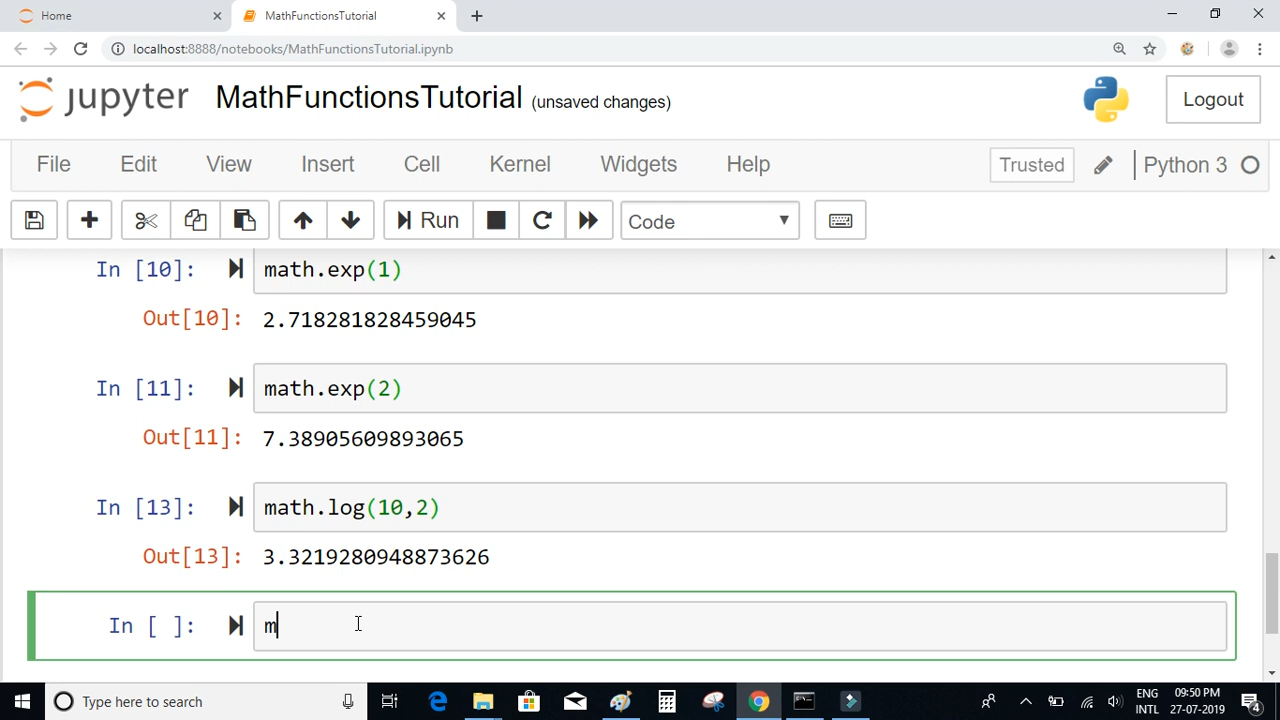 Home
MathFunctionsTutorial
localhost:8888/notebooks/MathFunctionsTutorial.ipynb
jupyter MathFunctionsTutorial (unsaved changes)
Logout
File Edit View Insert Cell Kernel Widgets Help
Trusted
Python 3
Run
Code
In [10]: math.exp(1)
Out[10]: 2.718281828459045
In [11]: math.exp(2)
Out[11]: 7.38905609893065
In [13]: math.log(10,2)
Out[13]: 3.3219280948873626
In [ ]: m
Type here to search
ENG
INTL
09:50 PM
27-07-2019
4